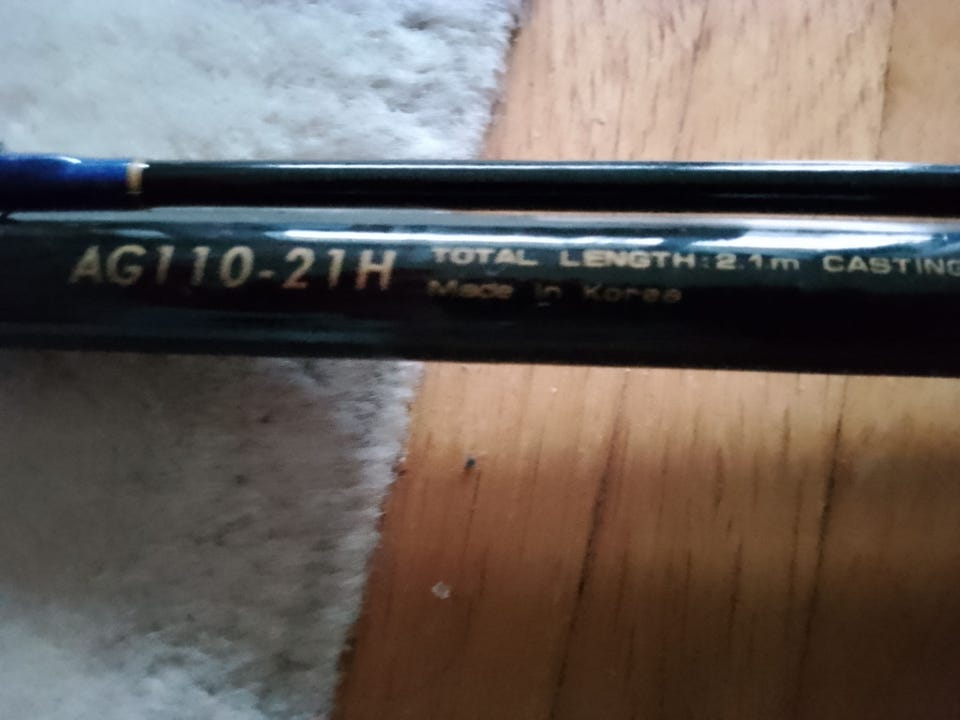 AG110-21H
TOTAL LENGTH:2.1m CASTING
Made in Korea